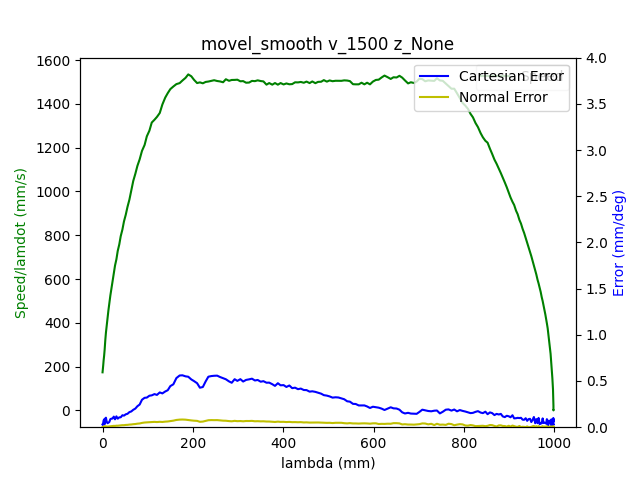 movel_smooth v_1500 z_None
1600
1400
1200
1000
800
600
400
200
0
Speed/lamdot (mm/s)
4.0
3.5
3.0
2.5
2.0
1.5
1.0
0.5
0.0
Error (mm/deg)
Cartesian Error
Normal Error
0 200 400 600 800 1000
lambda (mm)